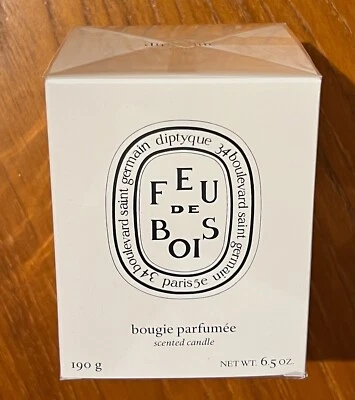 diptyque
34 boulevard saint germain
34 boulevard saint germain
paris 5e
FEU
DE
BOIS
bougie parfumée
scented candle
190 g
NET WT. 6.5 OZ.